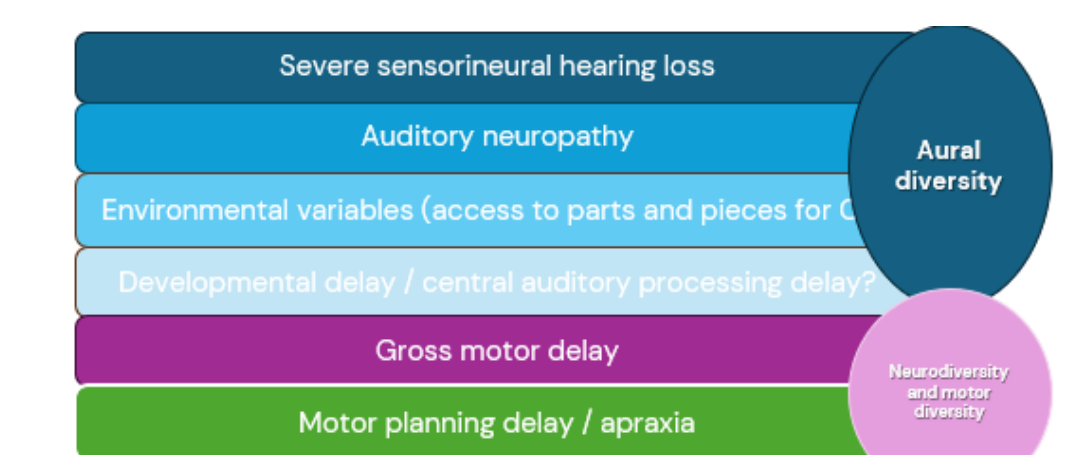 Severe sensorineural hearing loss
Auditory neuropathy
Environmental variables (access to parts and pieces for
Developmental delay / central auditory processing delay?
Gross motor delay
Motor planning delay / apraxia
Aural
diversity
Neurodiversity
and motor
diversity